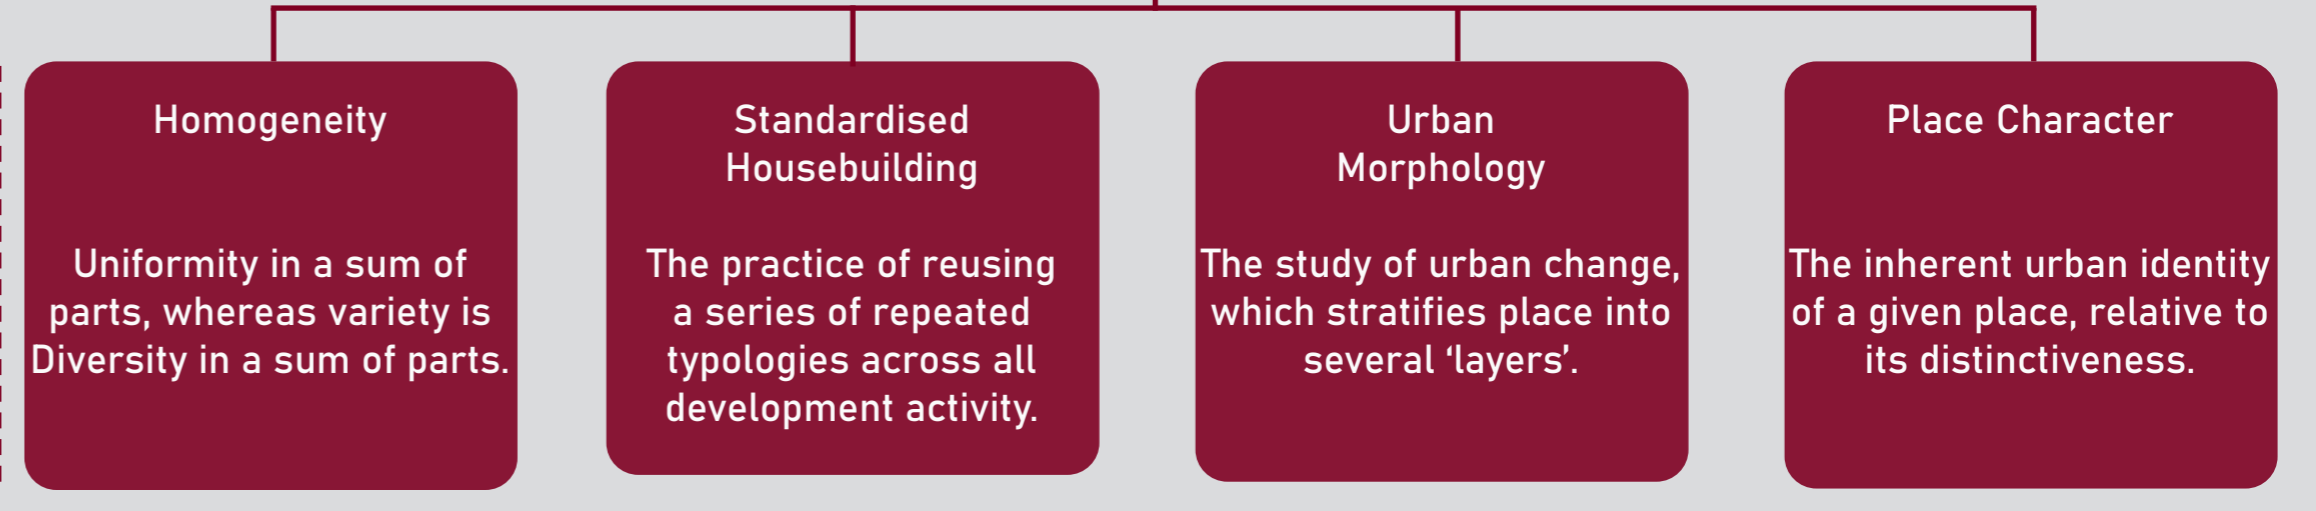 Homogeneity
Uniformity in a sum of
parts, whereas variety is
Diversity in a sum of parts.
Standardised
Housebuilding
The practice of reusing
a series of repeated
typologies across all
development activity.
Urban
Morphology
The study of urban change,
which stratifies place into
several ‘layers’.
Place Character
The inherent urban identity
of a given place, relative to
its distinctiveness.